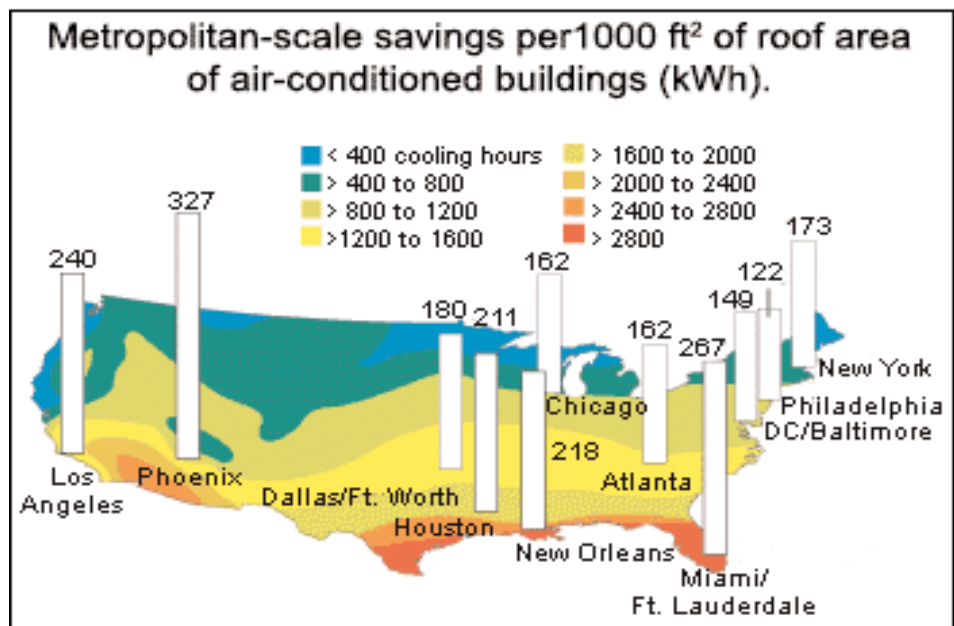 Metropolitan-scale savings per1000 ft² of roof area
of air-conditioned buildings (kWh).
< 400 cooling hours
> 400 to 800
> 800 to 1200
>1200 to 1600
> 1600 to 2000
> 2000 to 2400
> 2400 to 2800
> 2800
240
327
180
211
162
162
267
149
122
173
218
Los
Angeles
Phoenix
Dallas/Ft. Worth
Houston
New Orleans
Chicago
Atlanta
Miami/
Ft. Lauderdale
New York
Philadelphia
DC/Baltimore